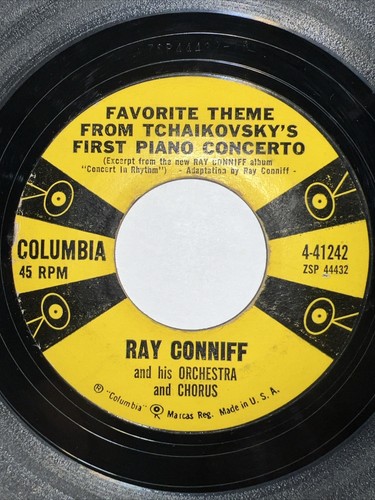 FAVORITE THEME
FROM TCHAIKOVSKY'S
FIRST PIANO CONCERTO
(Excerpt from the new RAY CONNIFF album
"Concert In Rhythm") - Adaptation by Ray Conniff -
COLUMBIA
45 RPM
4-41242
ZSP 44432
RAY CONNIFF
and his ORCHESTRA
and CHORUS
® "Columbia" Marcas Reg. Made in U. S. A.